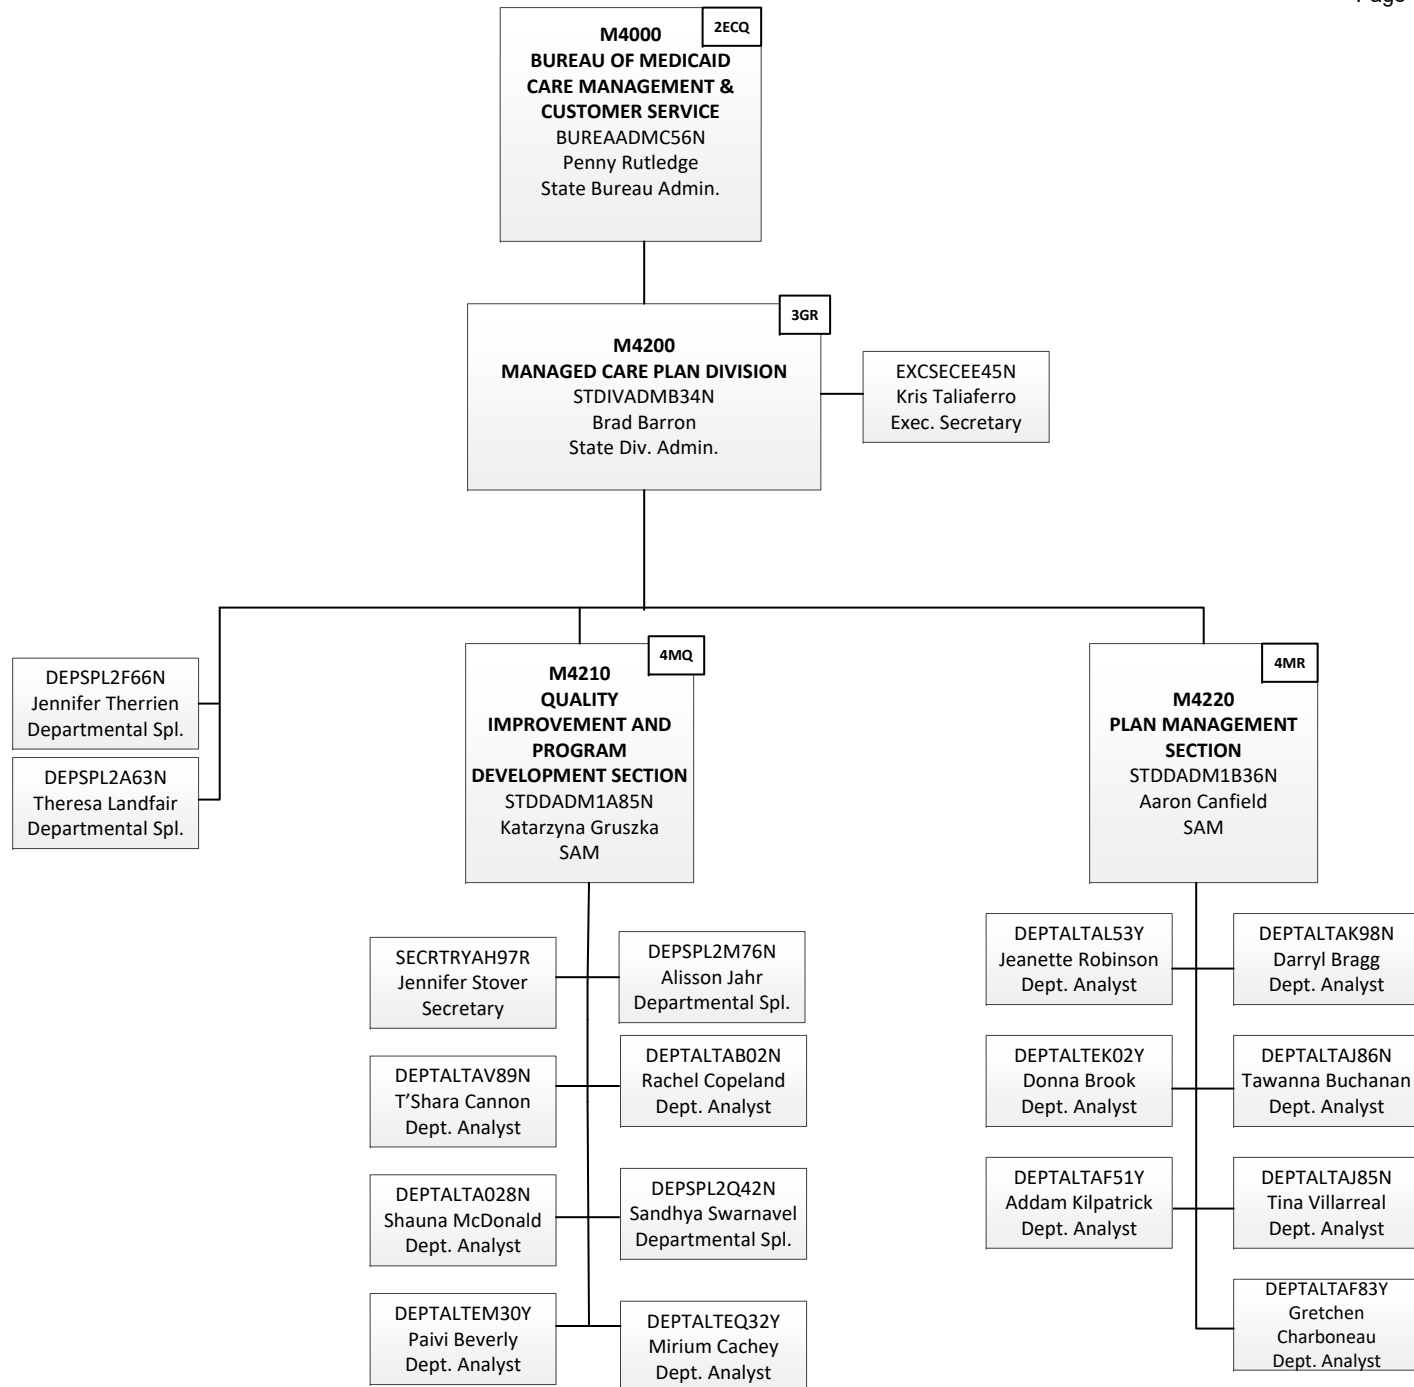 Page
2ECQ
M4000
BUREAU OF MEDICAID
CARE MANAGEMENT &
CUSTOMER SERVICE
BUREAADMC56N
Penny Rutledge
State Bureau Admin.
3GR
M4200
MANAGED CARE PLAN DIVISION
STDIVADMB34N
Brad Barron
State Div. Admin.
EXCSECEE45N
Kris Taliaferro
Exec. Secretary
DEPSPL2F66N
Jennifer Therrien
Departmental Spl.
DEPSPL2A63N
Theresa Landfair
Departmental Spl.
4MQ
M4210
QUALITY
IMPROVEMENT AND
PROGRAM
DEVELOPMENT SECTION
STDDADM1A85N
Katarzyna Gruszka
SAM
4MR
M4220
PLAN MANAGEMENT
SECTION
STDDADM1B36N
Aaron Canfield
SAM
SECRTRYAH97R
Jennifer Stover
Secretary
DEPSPL2M76N
Alisson Jahr
Departmental Spl.
DEPTALTAV89N
T’Shara Cannon
Dept. Analyst
DEPTALTAB02N
Rachel Copeland
Dept. Analyst
DEPTALTA028N
Shauna McDonald
Dept. Analyst
DEPSPL2Q42N
Sandhya Swarnavel
Departmental Spl.
DEPTALTEM30Y
Paivi Beverly
Dept. Analyst
DEPTALTEQ32Y
Mirium Cachey
Dept. Analyst
DEPTALTAL53Y
Jeanette Robinson
Dept. Analyst
DEPTALTAK98N
Darryl Bragg
Dept. Analyst
DEPTALTEK02Y
Donna Brook
Dept. Analyst
DEPTALTAJ86N
Tawanna Buchanan
Dept. Analyst
DEPTALTAF51Y
Addam Kilpatrick
Dept. Analyst
DEPTALTAJ85N
Tina Villarreal
Dept. Analyst
DEPTALTAF83Y
Gretchen
Charboneau
Dept. Analyst